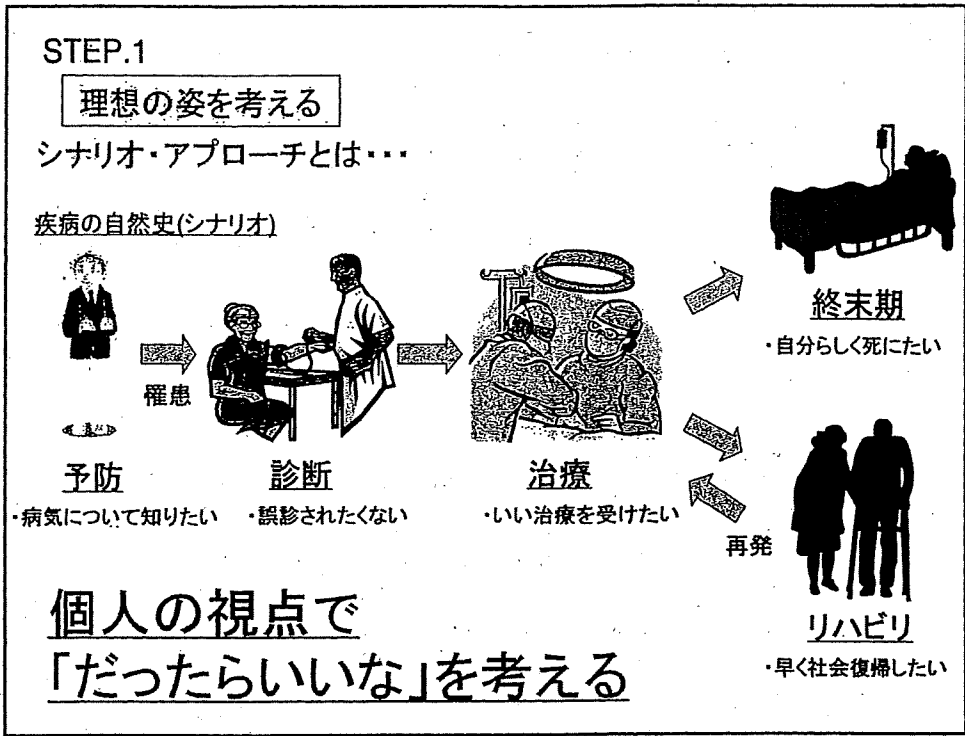 STEP.1
理想の姿を考える
シナリオ・アプローチとは・・・
疾病の自然史(シナリオ)
罹患
予防
・病気について知りたい
診断
・誤診されたくない
治療
・いい治療を受けたい
終末期
・自分らしく死にたい
再発
リハビリ
・早く社会復帰したい
個人の視点で
「だったらいいな」を考える